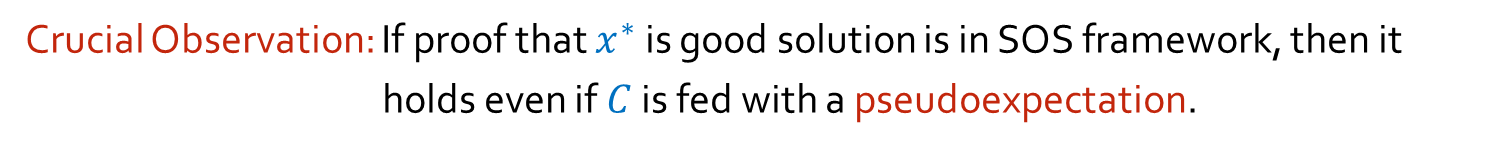 Crucial Observation: If proof that x* is good solution is in SOS framework, then it
holds even if C is fed with a pseudoexpectation.